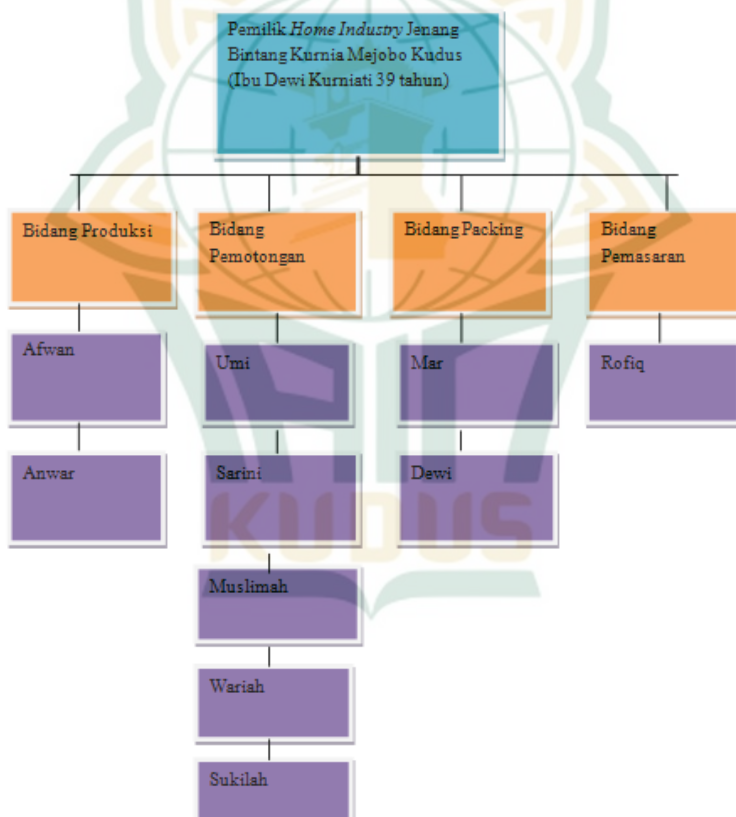 Pemilik Home Industry Jenang
Bintang Kurnia Mejobo Kudus
(Ibu Dewi Kurniati 39 tahun)
Bidang Produksi
Bidang
Pemotongan
Bidang Packing
Bidang
Pemasaran
Afwan
Umi
Mar
Rofiq
Anwar
Sarini
Dewi
KUDUS
Muslimah
Wariah
Sukilah